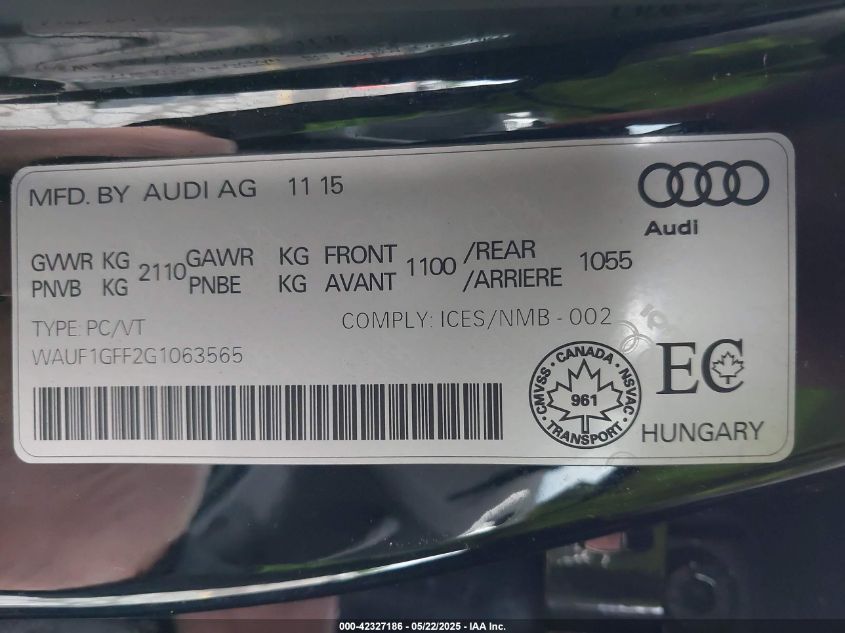 MFD. BY AUDI AG 11 15
Audi
GVWR KG 2110 GAWR KG FRONT 1100 /REAR 1055
PNVB KG PNBE KG AVANT /ARRIERE
TYPE: PC/VT COMPLY: ICES/NMB - 002
WAUF1GFF2G1063565
CMVSS · CANADA · NSVAC · TRANSPORT
961
EC
HUNGARY
000-42327186 - 05/22/2025 - IAA Inc.